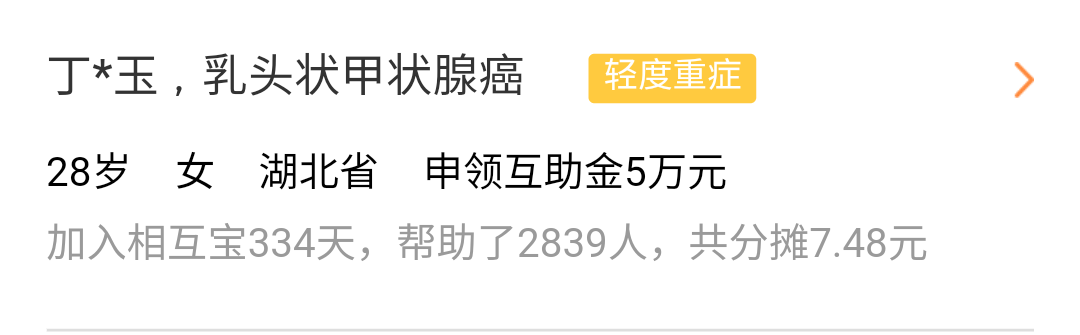 丁*玉，乳头状甲状腺癌 轻度重症
28岁 女 湖北省 申领互助金5万元
加入相互宝334天，帮助了2839人，共分摊7.48元